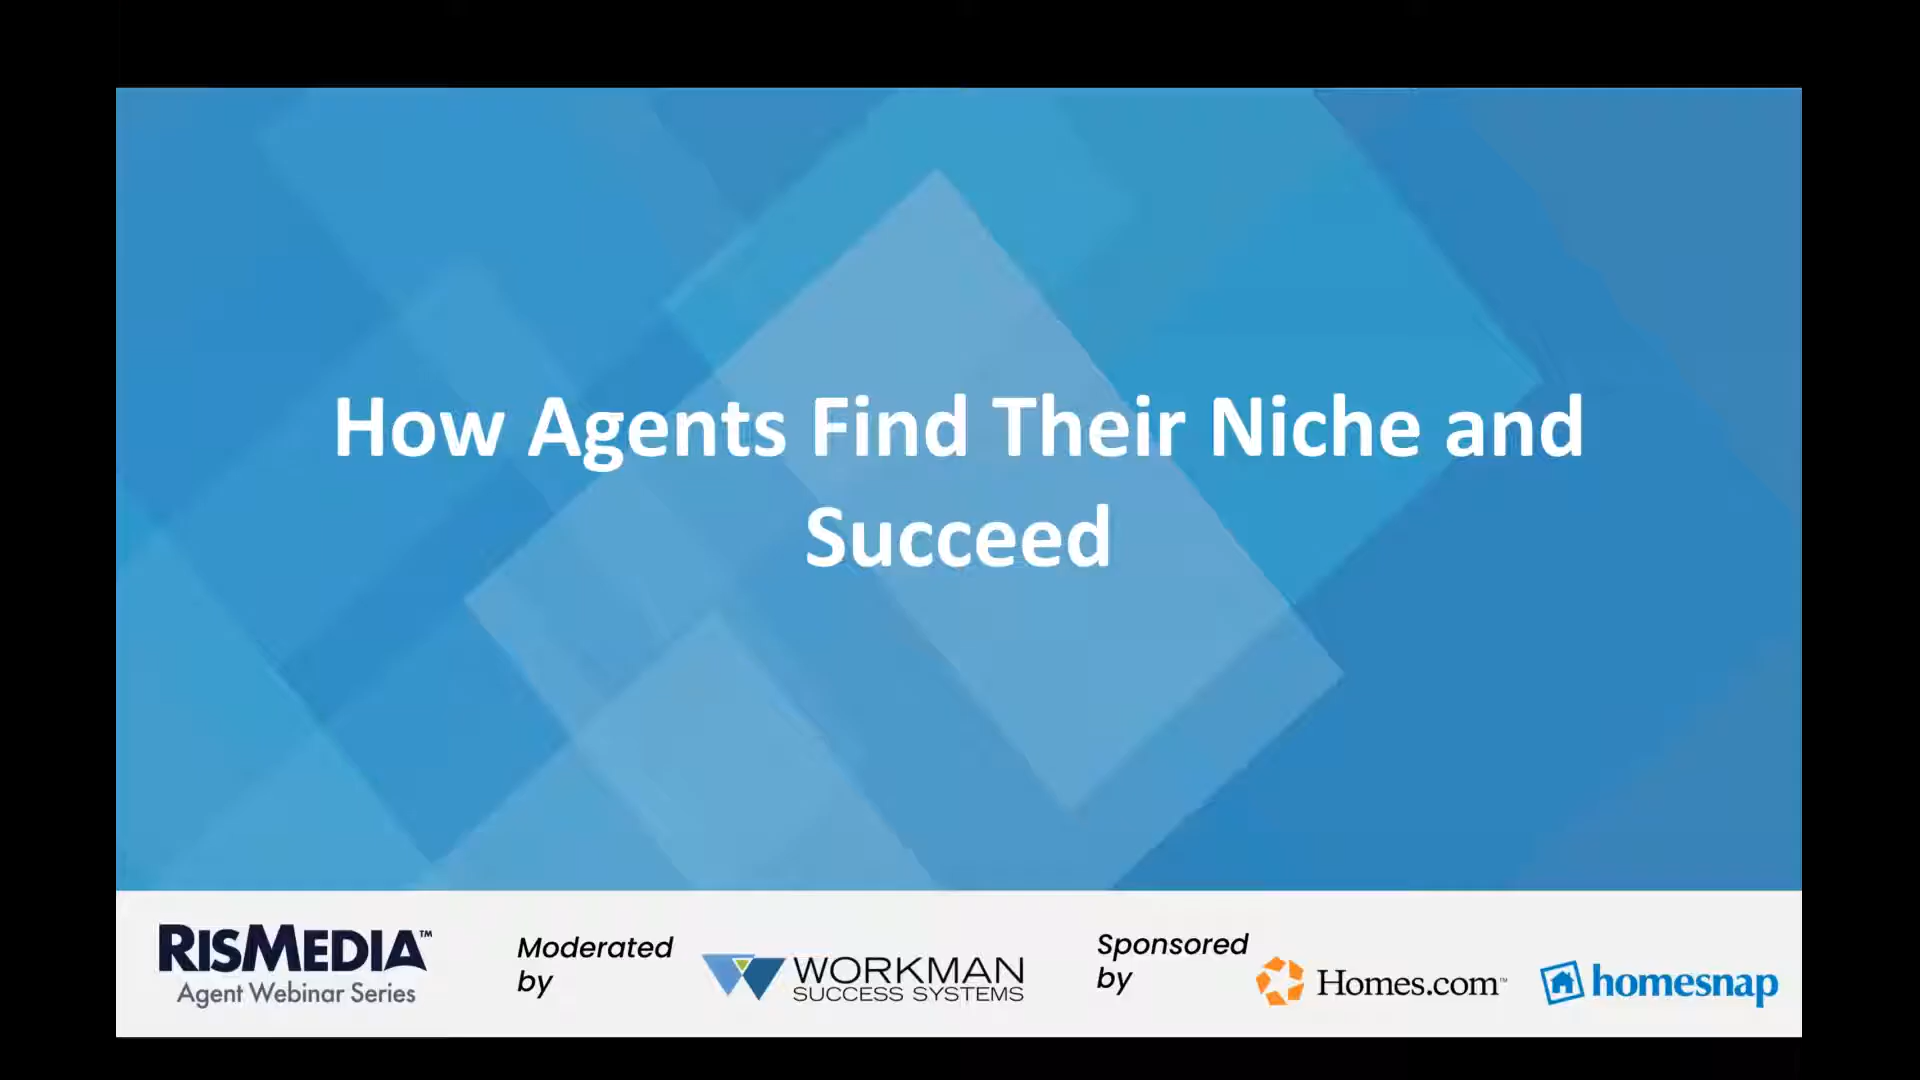 How Agents Find Their Niche and
Succeed
RISMEDIA™
Agent Webinar Series
Moderated
by
WORKMAN
SUCCESS SYSTEMS
Sponsored
by
Homes.com™
homesnap